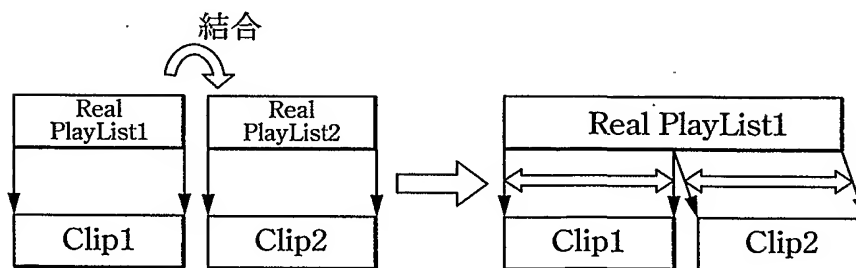 結合
Real
PlayList1
Real
PlayList2
Real PlayList1
Clip1
Clip2
Clip1
Clip2